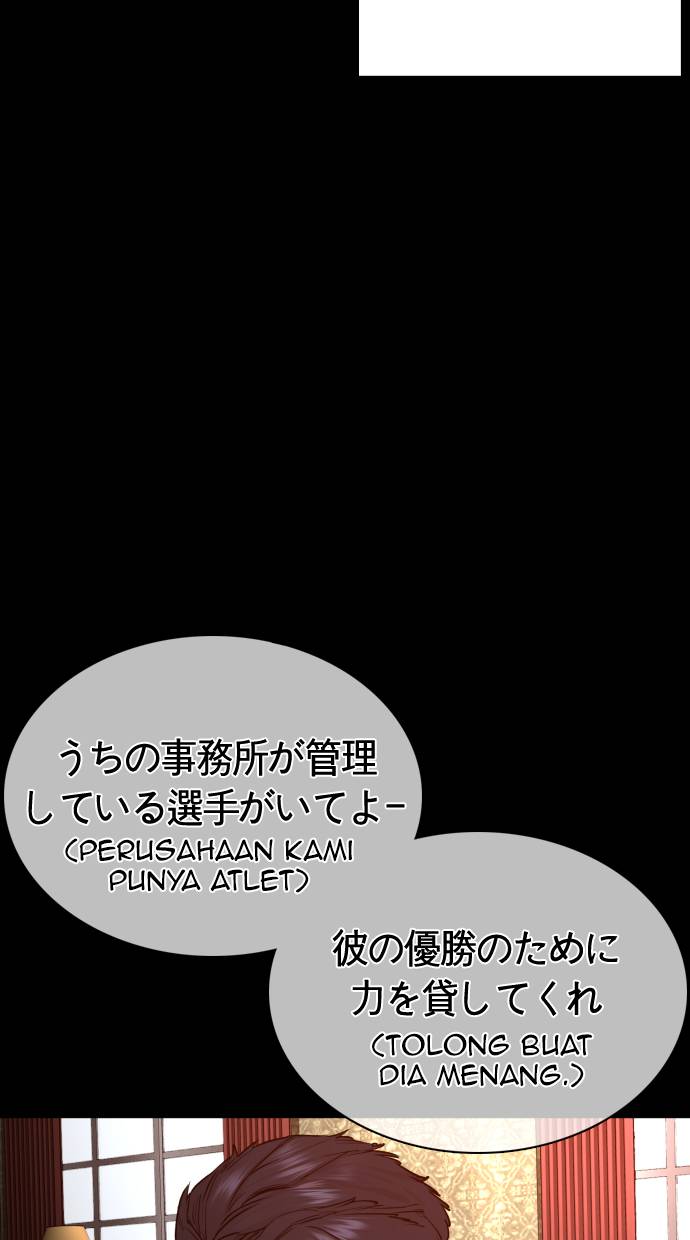 うちの事務所が管理
している選手がいてよ-
(PERUSAHAAN KAMI
PUNYA ATLET)
彼の優勝のために
力を貸してくれ
(TOLONG BUAT
DIA MENANG.)